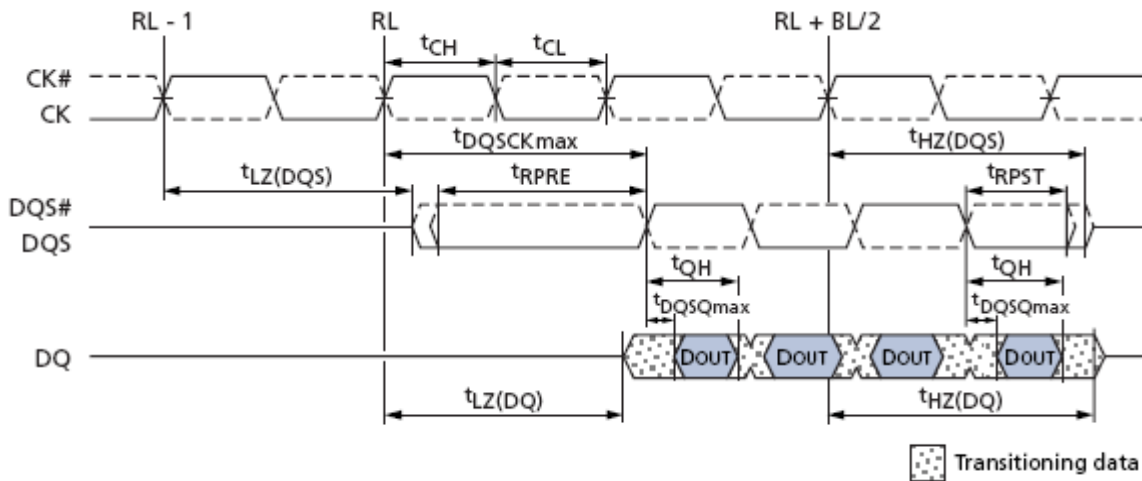 RL - 1 RL RL + BL/2
tCH tCL
CK#
CK
tDQSCKmax tHZ(DQS)
tLZ(DQS) tRPRE tRPST
DQS#
DQS
tQH tQH
tDQSQmax tDQSQmax
DQ DOUT DOUT DOUT DOUT
tLZ(DQ) tHZ(DQ)
Transitioning data